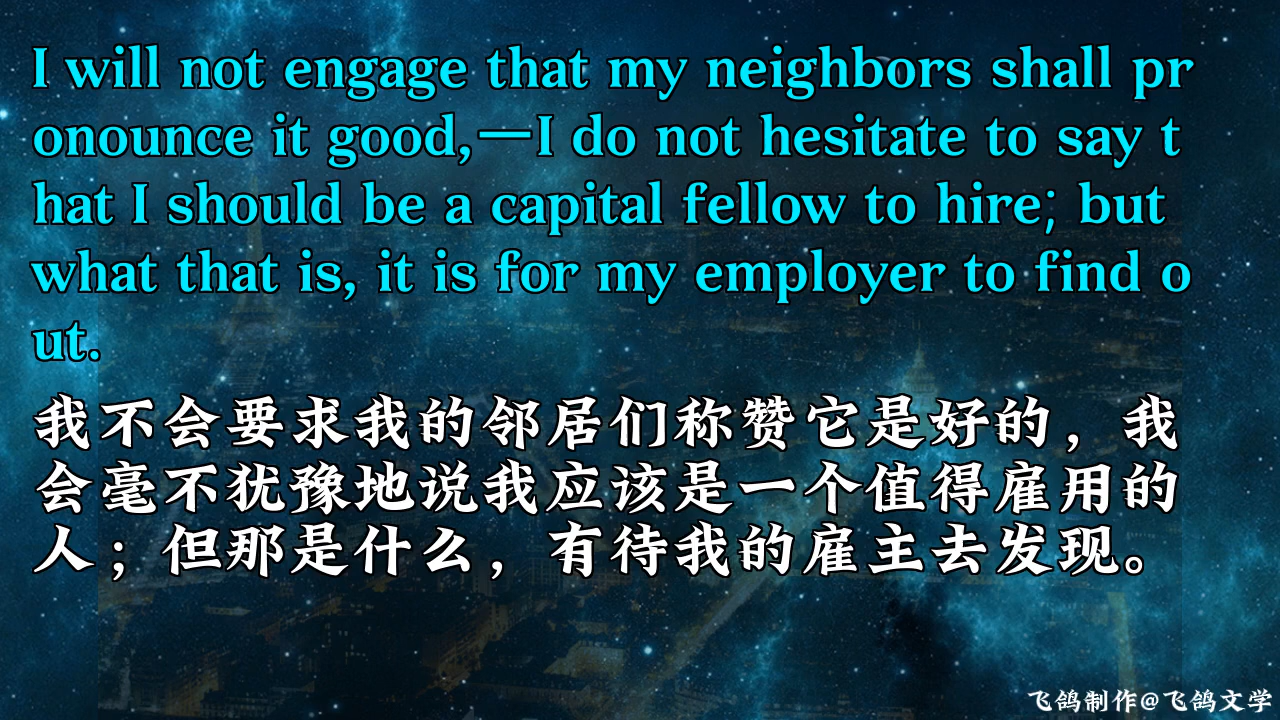 I will not engage that my neighbors shall pr
onounce it good,—I do not hesitate to say t
hat I should be a capital fellow to hire; but
what that is, it is for my employer to find o
ut.
我不会要求我的邻居们称赞它是好的，我
会毫不犹豫地说我应该是一个值得雇用的
人；但那是什么，有待我的雇主去发现。
飞鸽制作@飞鸽文学